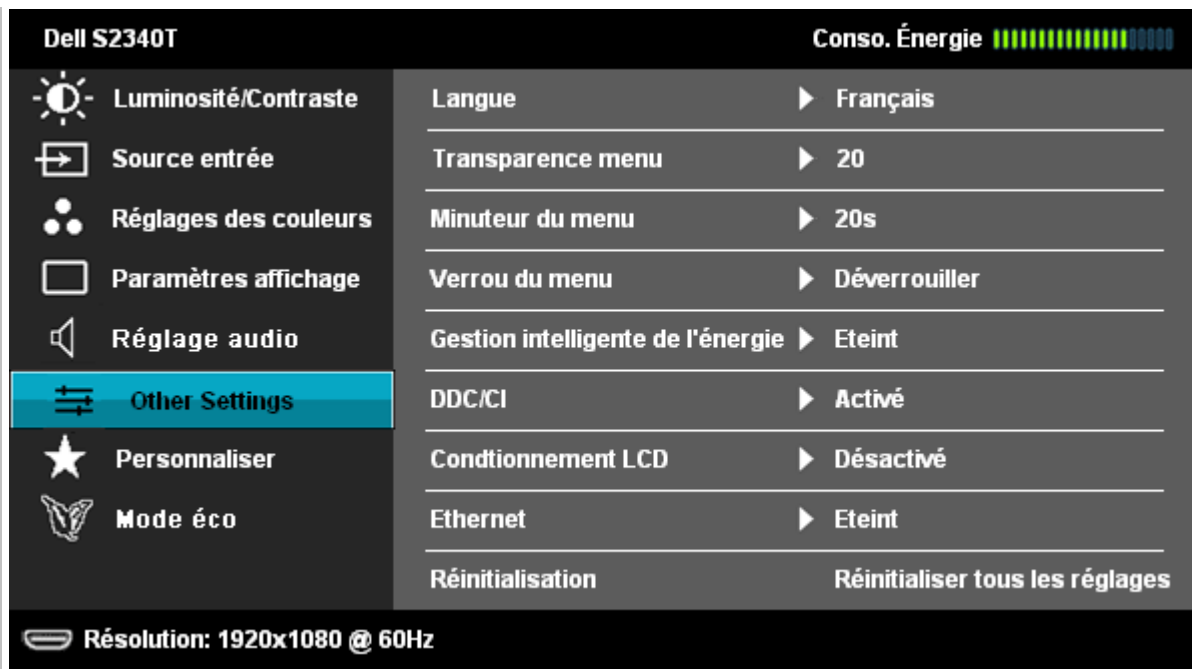 Dell S2340T Conso. Énergie
Luminosité/Contraste Langue Français
Source entrée Transparence menu 20
Réglages des couleurs Minuteur du menu 20s
Paramètres affichage Verrou du menu Déverrouiller
Réglage audio Gestion intelligente de l'énergie Eteint
Other Settings DDC/CI Activé
Personnaliser Condtionnement LCD Désactivé
Mode éco Ethernet Eteint
Réinitialisation Réinitialiser tous les réglages
Résolution: 1920x1080 @ 60Hz